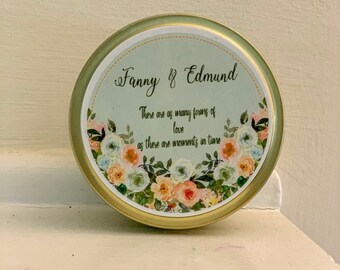 Fanny & Edmund
There are as many forms of
love
as there are moments in time